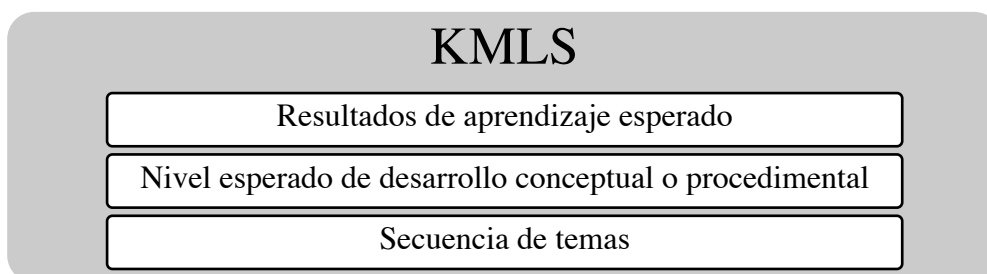 KMLS
Resultados de aprendizaje esperado
Nivel esperado de desarrollo conceptual o procedimental
Secuencia de temas